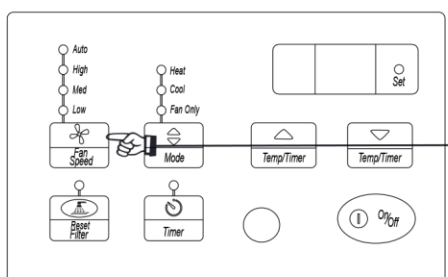 Auto
High
Med
Low
Heat
Cool
Fan Only
Set
Fan
Speed
Mode
Temp/Timer
Temp/Timer
Reset
Filter
Timer
On/Off